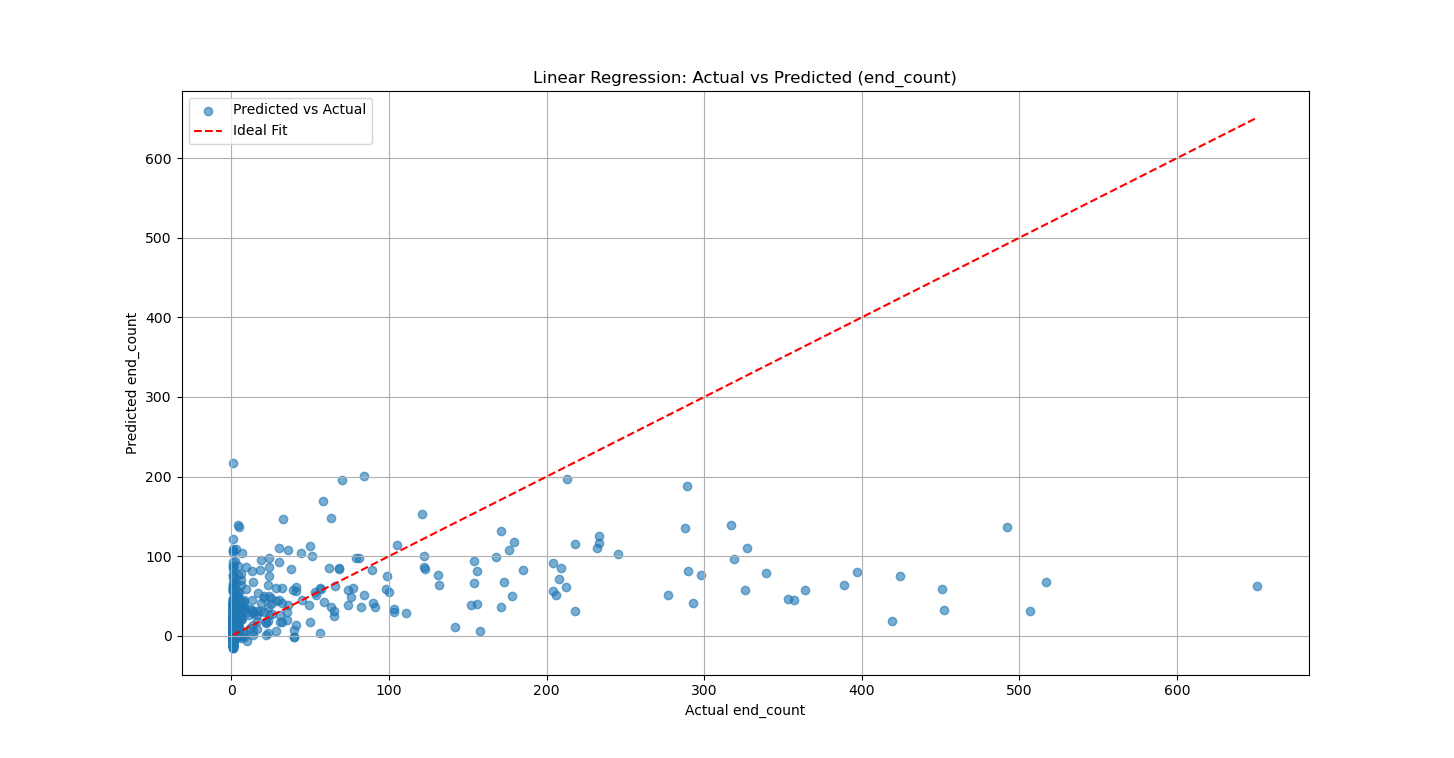 Linear Regression: Actual vs Predicted (end_count)
Predicted vs Actual
Ideal Fit
Predicted end_count
600
500
400
300
200
100
0
0 100 200 300 400 500 600
Actual end_count